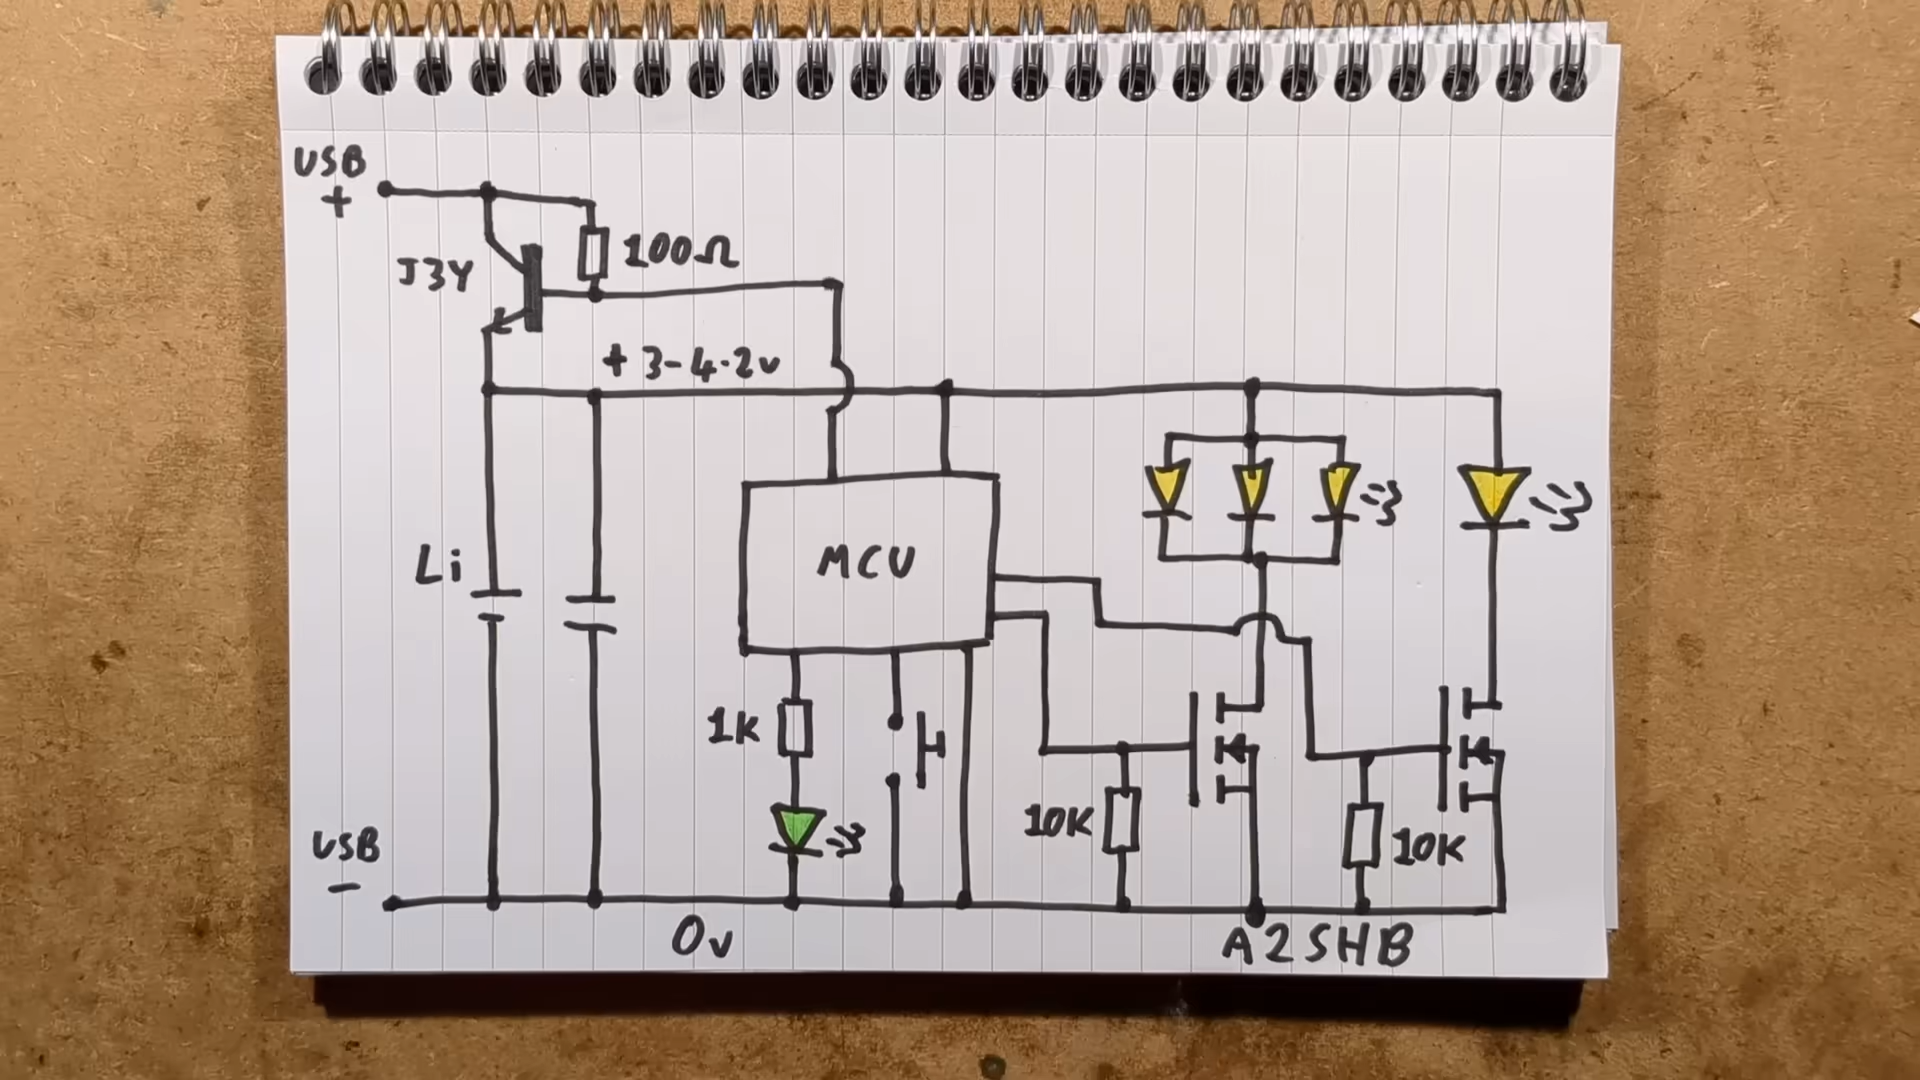 USB
+
100Ω
J3Y
+ 3-4.2v
Li
MCU
1K
10K
10K
USB
-
0v
A2SHB